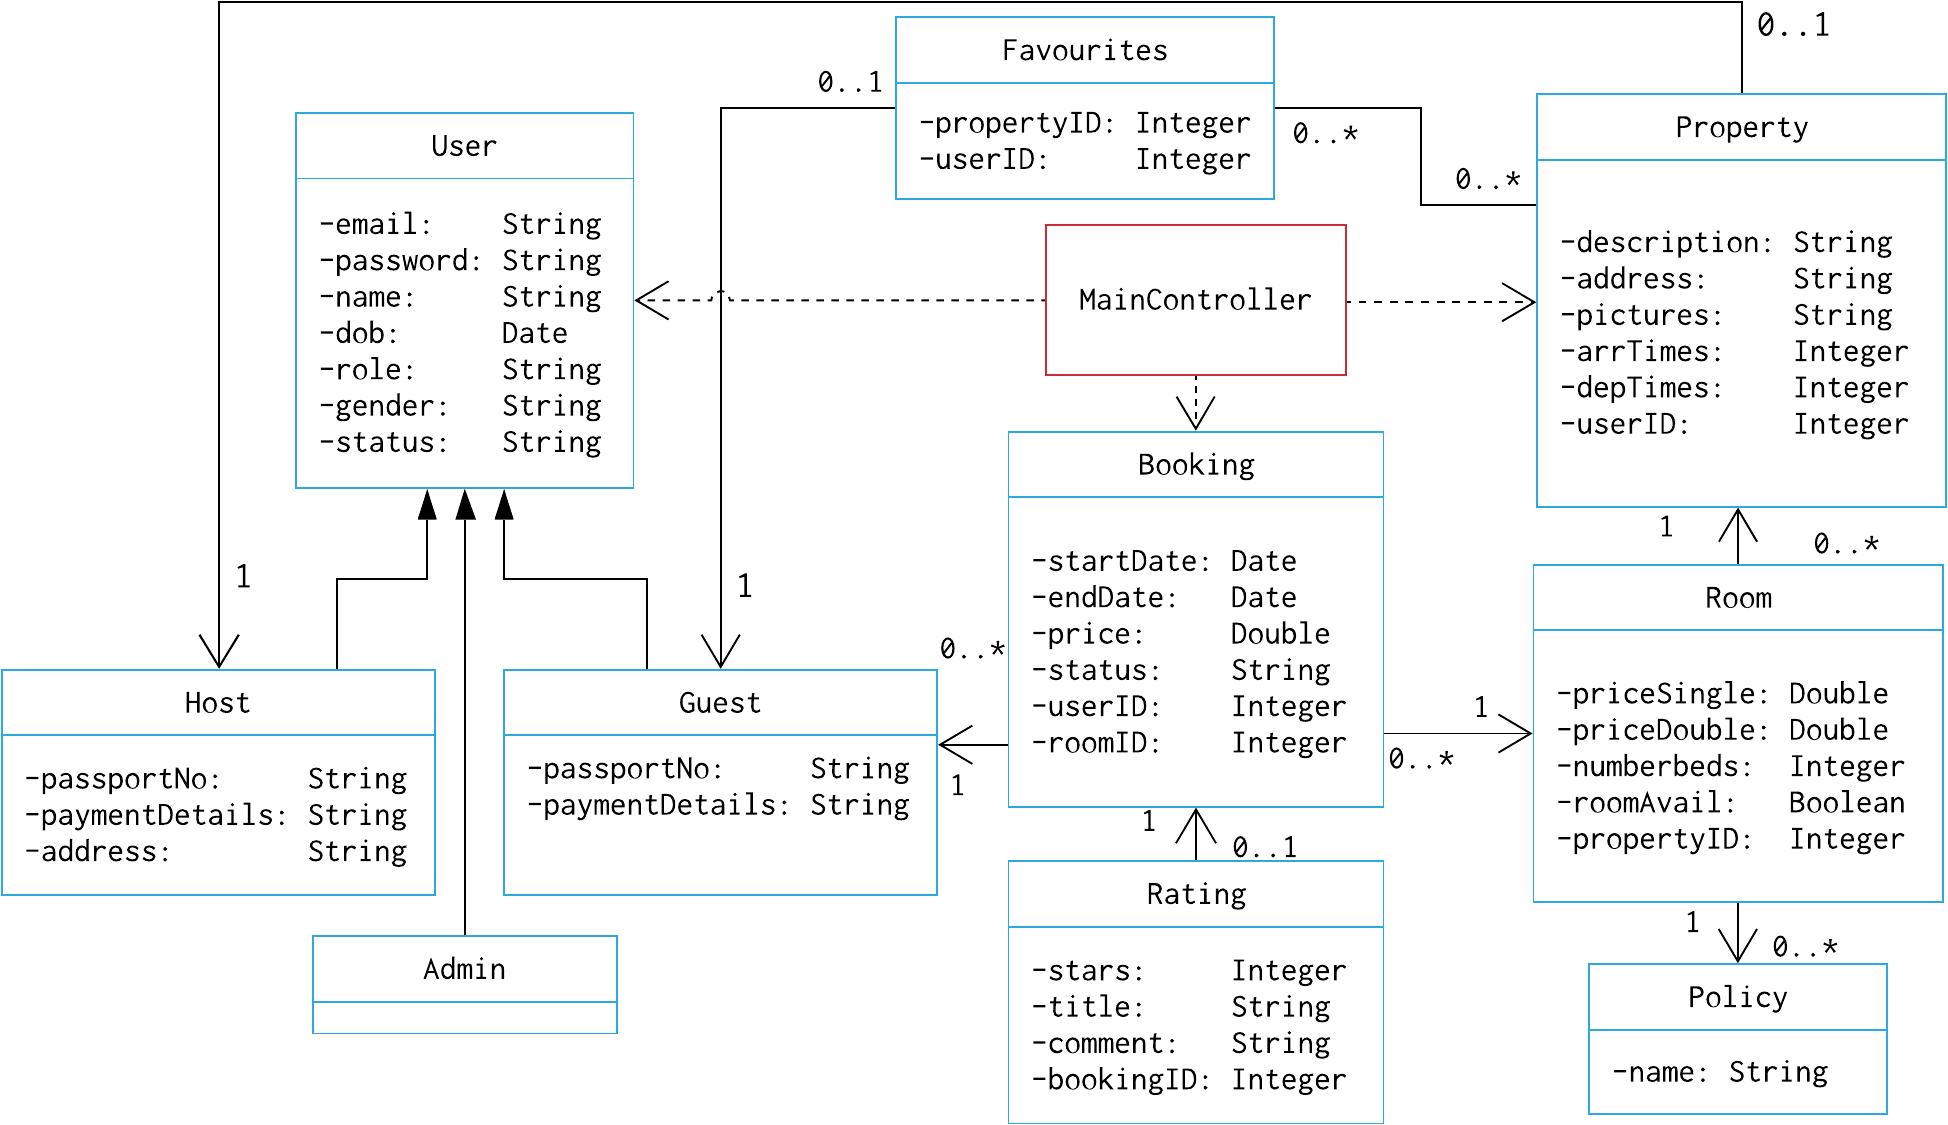 0..1
Favourites
-propertyID: Integer
-userID: Integer
0..1
0..*
0..*
User
-email: String
-password: String
-name: String
-dob: Date
-role: String
-gender: String
-status: String
MainController
Property
-description: String
-address: String
-pictures: String
-arrTimes: Integer
-depTimes: Integer
-userID: Integer
1
1
Host
-passportNo: String
-paymentDetails: String
-address: String
Guest
-passportNo: String
-paymentDetails: String
Admin
0..*
1
Booking
-startDate: Date
-endDate: Date
-price: Double
-status: String
-userID: Integer
-roomID: Integer
1
0..*
1
0..*
Room
-priceSingle: Double
-priceDouble: Double
-numberbeds: Integer
-roomAvail: Boolean
-propertyID: Integer
1
0..1
Rating
-stars: Integer
-title: String
-comment: String
-bookingID: Integer
1
0..*
Policy
-name: String